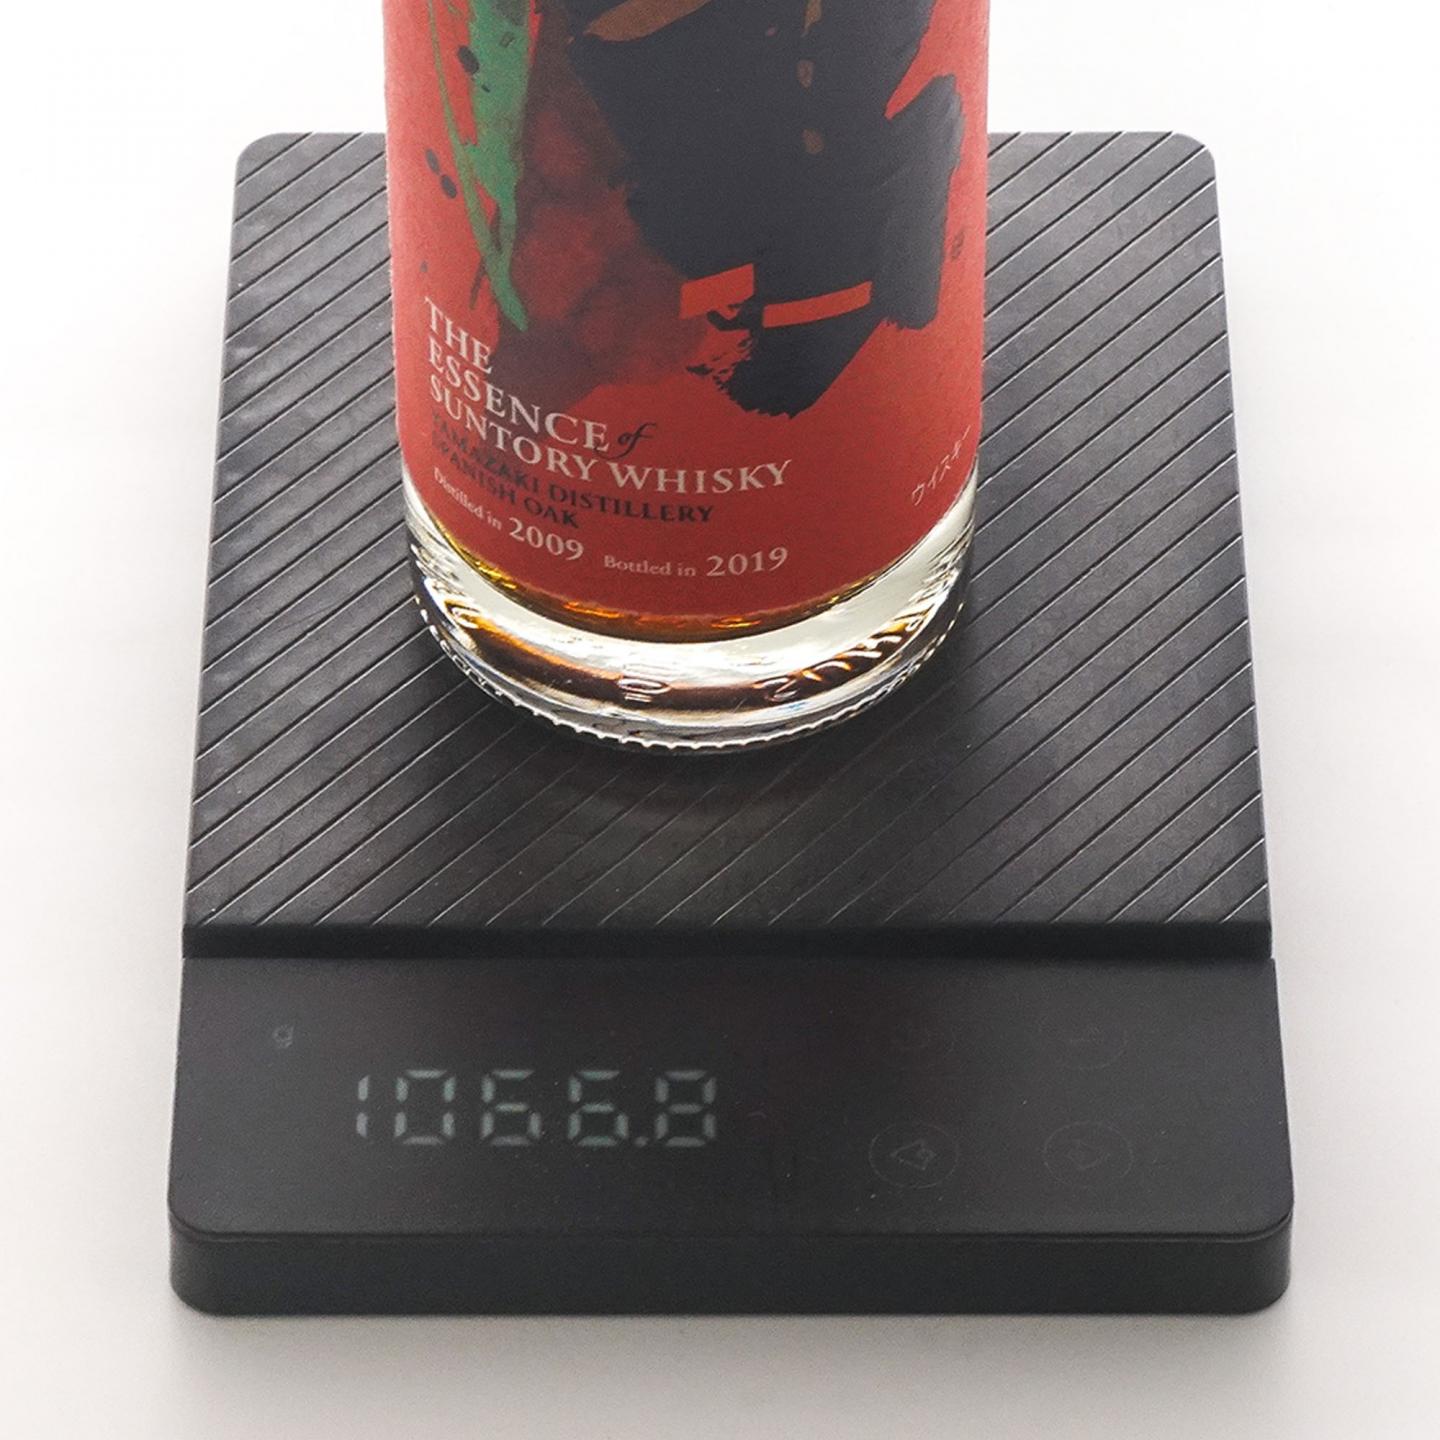 THE
ESSENCE of
SUNTORY WHISKY
YAMAZAKI DISTILLERY
SPANISH OAK
Distilled in 2009 Bottled in 2019
ウイスキー
g
1066.8